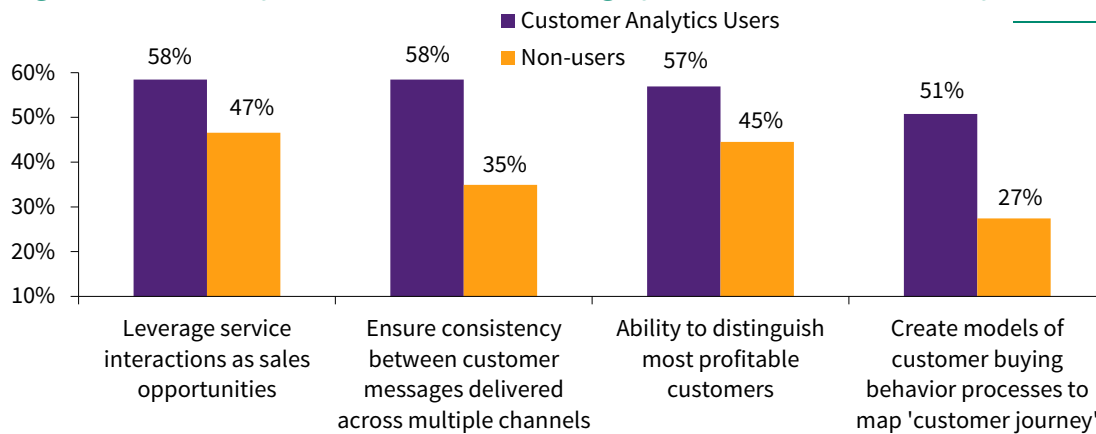 Customer Analytics Users
Non-users
58%
47%
58%
35%
57%
45%
51%
27%
60%
50%
40%
30%
20%
10%
Leverage service
interactions as sales
opportunities
Ensure consistency
between customer
messages delivered
across multiple channels
Ability to distinguish
most profitable
customers
Create models of
customer buying
behavior processes to
map 'customer journey'